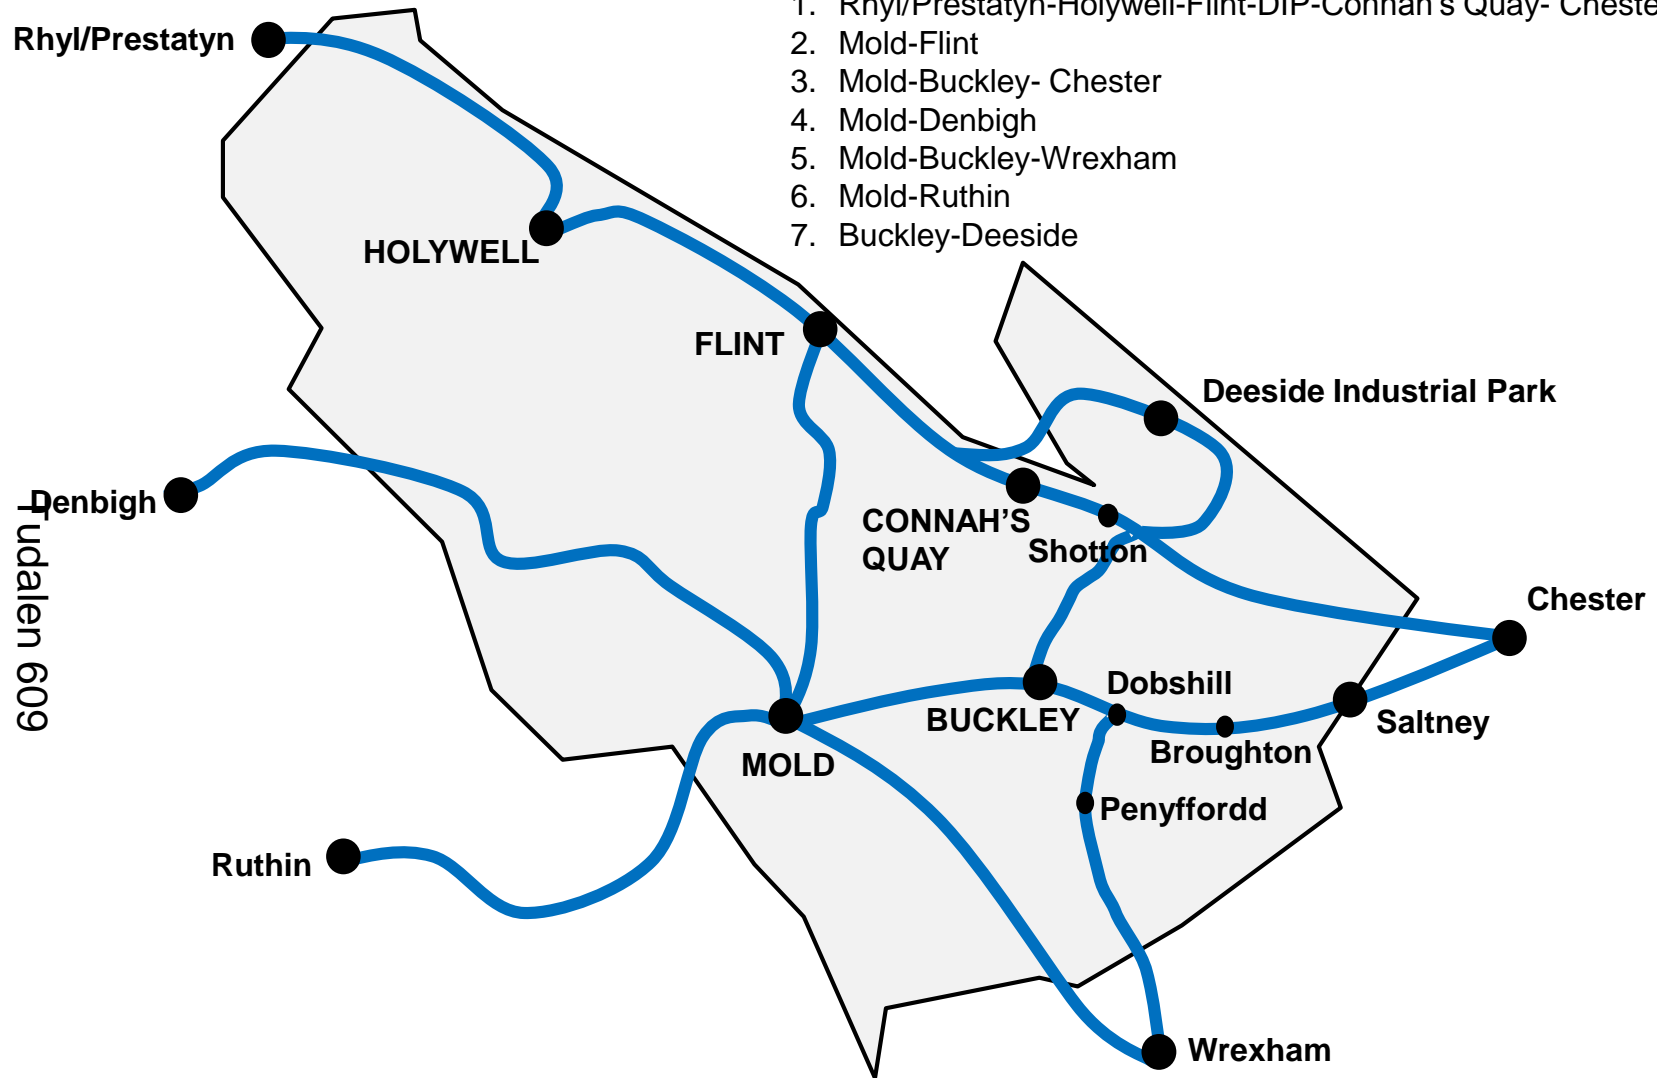 1. Rhyl/Prestatyn-Holywell-Flint-DIP-Connah's Quay- Cheste
2. Mold-Flint
3. Mold-Buckley- Chester
4. Mold-Denbigh
5. Mold-Buckley-Wrexham
6. Mold-Ruthin
7. Buckley-Deeside
Rhyl/Prestatyn
HOLYWELL
FLINT
Deeside Industrial Park
Denbigh
CONNAH'S
QUAY
Shotton
Chester
Dobshill
BUCKLEY
Saltney
Broughton
MOLD
Penyffordd
Ruthin
Wrexham
Tudalen 609